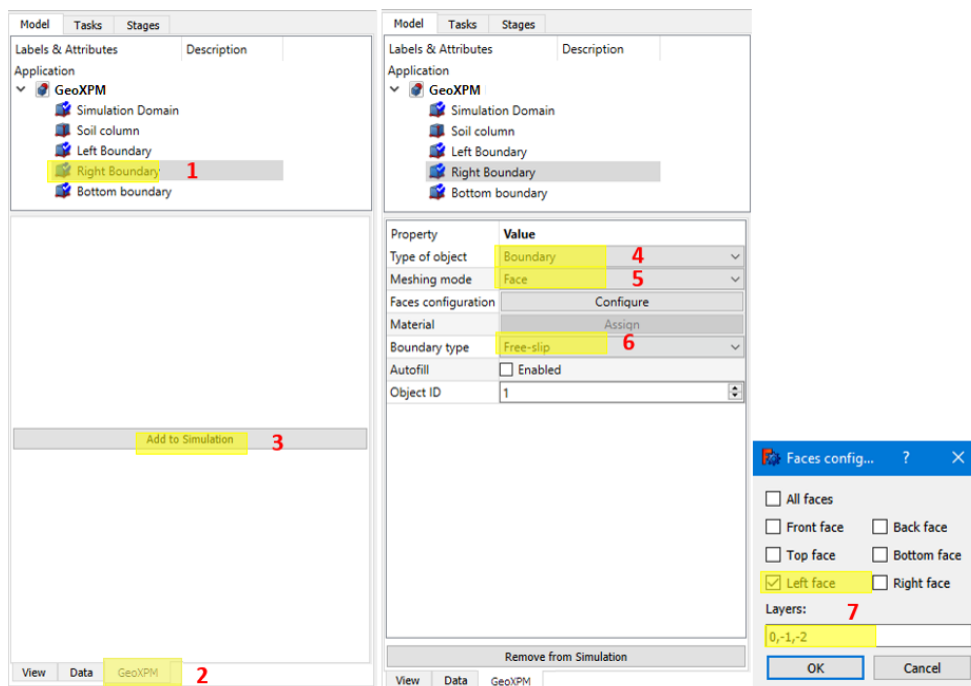 Model Tasks Stages
Labels & Attributes Description
Application
GeoXPM
Simulation Domain
Soil column
Left Boundary
Right Boundary 1
Bottom boundary
Add to Simulation 3
View Data GeoXPM 2
Model Tasks Stages
Labels & Attributes Description
Application
GeoXPM
Simulation Domain
Soil column
Left Boundary
Right Boundary
Bottom boundary
Property Value
Type of object Boundary 4
Meshing mode Face 5
Faces configuration Configure
Material Assign
Boundary type Free-slip 6
Autofill Enabled
Object ID 1
Remove from Simulation
View Data GeoXPM
Faces config... ? X
All faces
Front face Back face
Top face Bottom face
Left face Right face
Layers: 7
0,-1,-2
OK Cancel